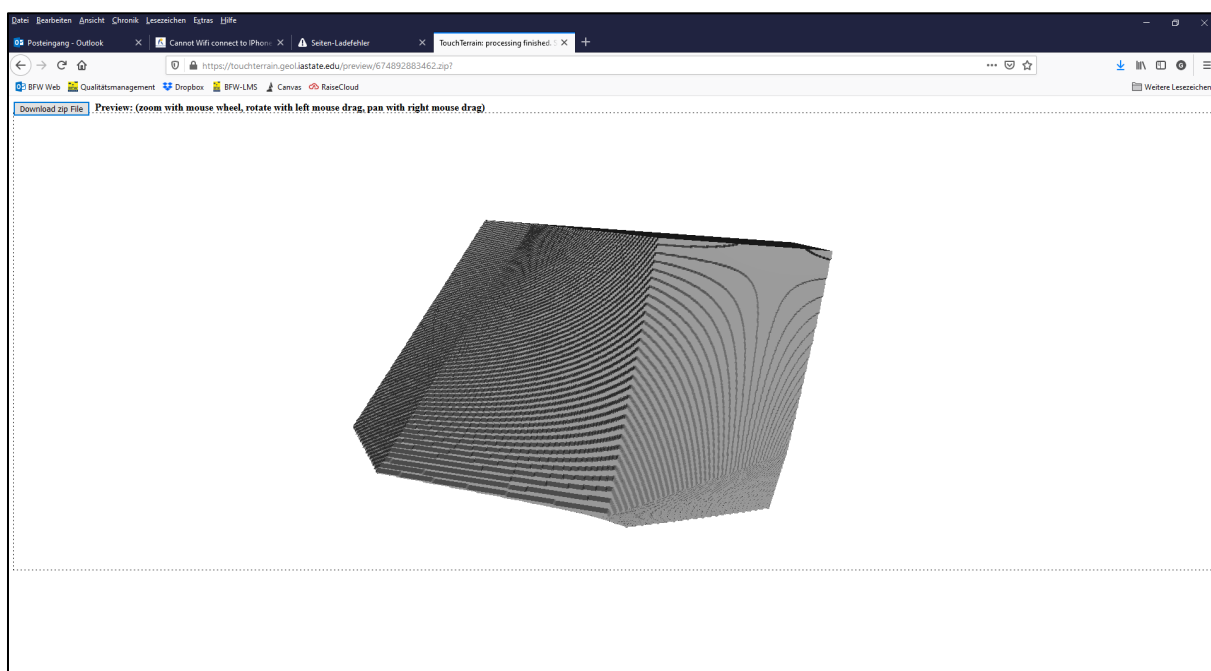 Datei Bearbeiten Ansicht Chronik Lesezeichen Extras Hilfe
Posteingang - Outlook Cannot Wifi connect to IPhone Seiten-Ladefehler TouchTerrain: processing finished.
https://touchterrain.geol.iastate.edu/preview/674892883462.zip?
BFW Web Qualitätsmanagement Dropbox BFW-LMS Canvas RaiseCloud Weitere Lesezeichen
Download zip File Preview: (zoom with mouse wheel, rotate with left mouse drag, pan with right mouse drag)